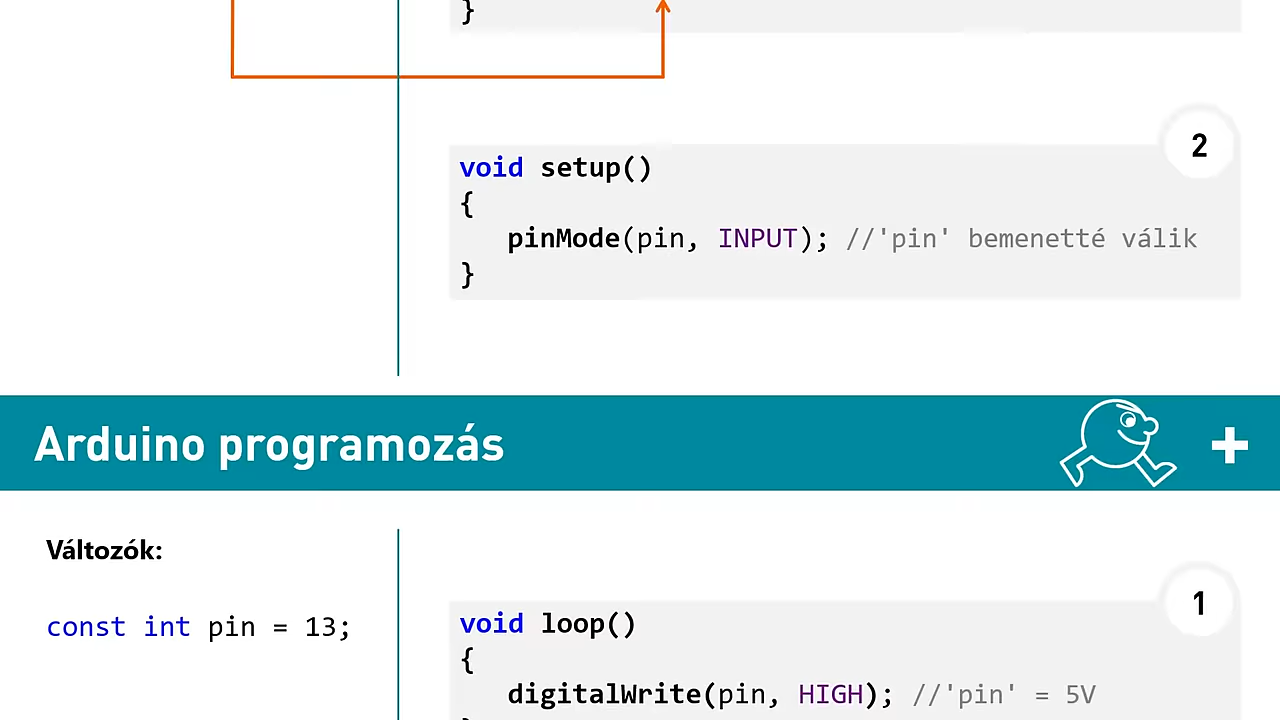 }
2
void setup()
{
pinMode(pin, INPUT); //'pin' bemenetté válik
}
Arduino programozás
+
Változók:
const int pin = 13;
1
void loop()
{
digitalWrite(pin, HIGH); //'pin' = 5V